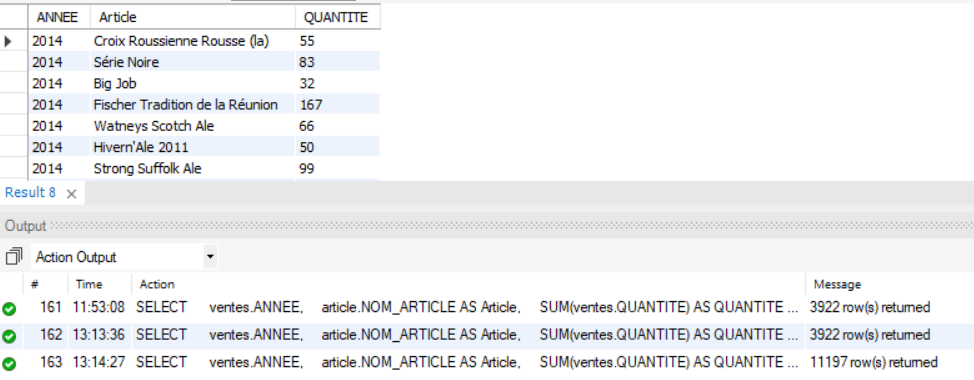 ANNEE Article QUANTITE
2014 Croix Roussienne Rousse (la) 55
2014 Série Noire 83
2014 Big Job 32
2014 Fischer Tradition de la Réunion 167
2014 Watneys Scotch Ale 66
2014 Hivern'Ale 2011 50
2014 Strong Suffolk Ale 99
Result 8
Output
Action Output
# Time Action Message
161 11:53:08 SELECT ventes.ANNEE, article.NOM_ARTICLE AS Article, SUM(ventes.QUANTITE) AS QUANTITE ... 3922 row(s) returned
162 13:13:36 SELECT ventes.ANNEE, article.NOM_ARTICLE AS Article, SUM(ventes.QUANTITE) AS QUANTITE ... 3922 row(s) returned
163 13:14:27 SELECT ventes.ANNEE, article.NOM_ARTICLE AS Article, SUM(ventes.QUANTITE) AS QUANTITE ... 11197 row(s) returned